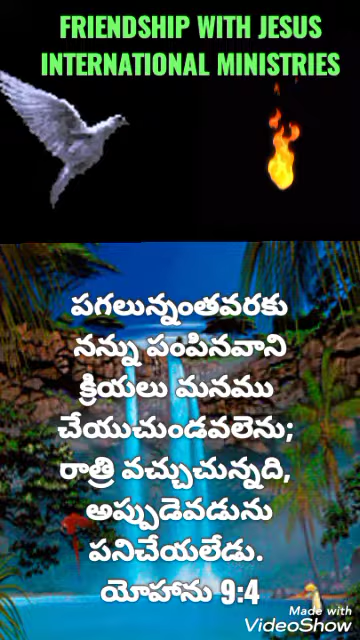 FRIENDSHIP WITH JESUS
INTERNATIONAL MINISTRIES
పగలున్నంతవరకు
నన్ను పంపినవాని
క్రియలు మనము
చేయుచుండవలెను;
రాత్రి వచ్చుచున్నది,
అప్పుడెవడును
పనిచేయలేడు.
యోహాను 9:4
Made with
VideoShow